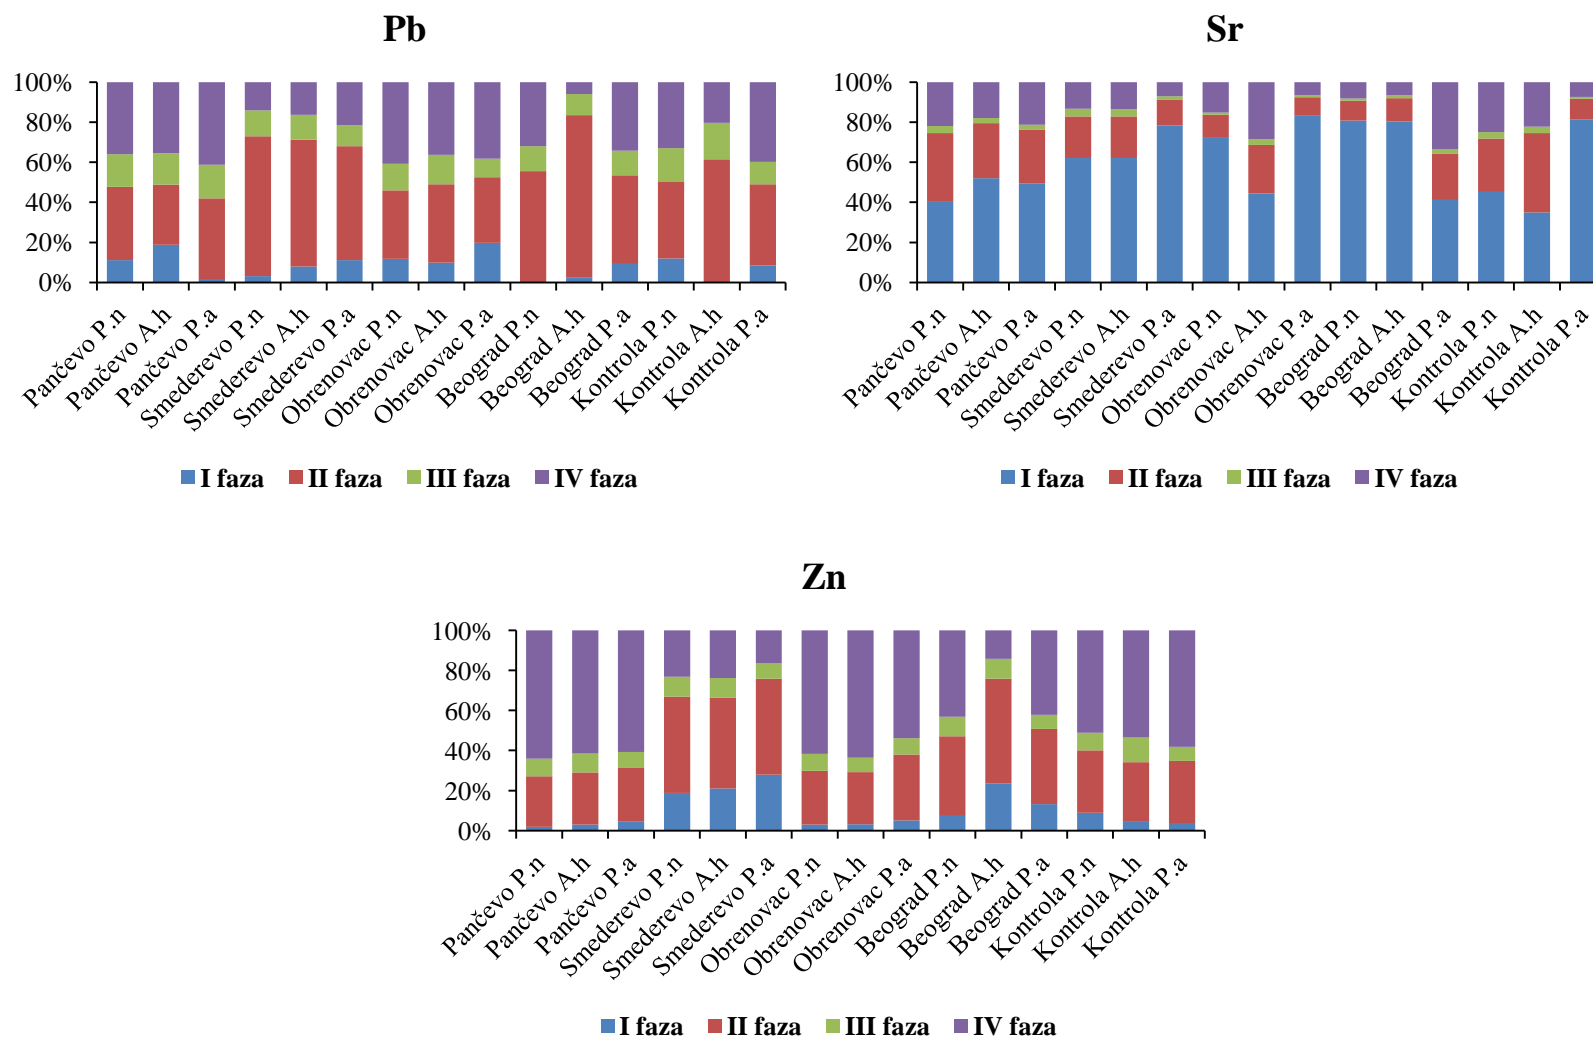 Pb
100%
80%
60%
40%
20%
0%
Pančevo P.n
Pančevo A.h
Pančevo P.a
Smederevo P.n
Smederevo A.h
Smederevo P.a
Obrenovac P.n
Obrenovac A.h
Obrenovac P.a
Beograd P.n
Beograd A.h
Beograd P.a
Kontrola P.n
Kontrola A.h
Kontrola P.a
I faza II faza III faza IV faza
Sr
100%
80%
60%
40%
20%
0%
Pančevo P.n
Pančevo A.h
Pančevo P.a
Smederevo P.n
Smederevo A.h
Smederevo P.a
Obrenovac P.n
Obrenovac A.h
Obrenovac P.a
Beograd P.n
Beograd A.h
Beograd P.a
Kontrola P.n
Kontrola A.h
Kontrola P.a
I faza II faza III faza IV faza
Zn
100%
80%
60%
40%
20%
0%
Pančevo P.n
Pančevo A.h
Pančevo P.a
Smederevo P.n
Smederevo A.h
Smederevo P.a
Obrenovac P.n
Obrenovac A.h
Obrenovac P.a
Beograd P.n
Beograd A.h
Beograd P.a
Kontrola P.n
Kontrola A.h
Kontrola P.a
I faza II faza III faza IV faza